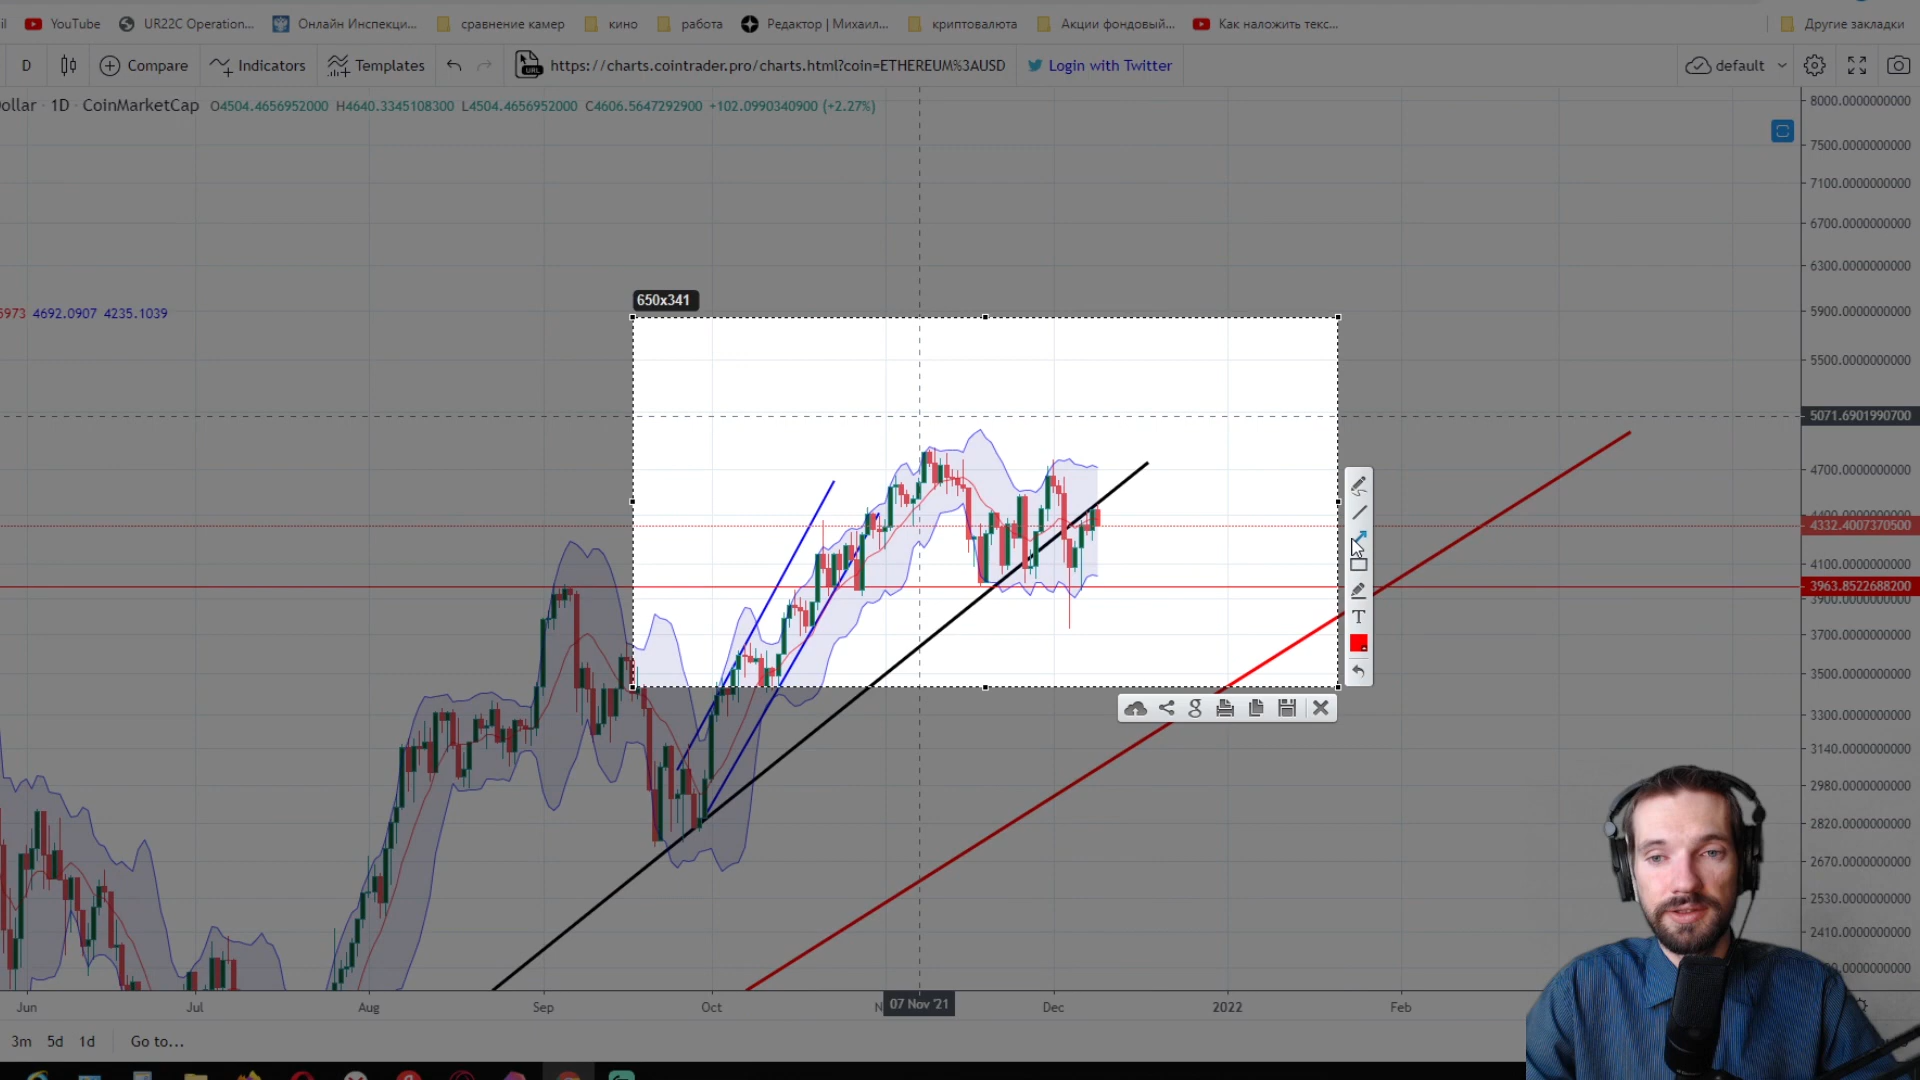 YouTube UR22C Operation... Онлайн Инспекци... сравнение камер кино работа Редактор | Михаил... криптовалюта Акции фондовый... Как наложить текс... Другие закладки
D Compare Indicators Templates URL https://charts.cointrader.pro/charts.html?coin=ETHEREUM%3AUSD Login with Twitter default
ollar · 1D · CoinMarketCap O4504.4656952000 H4640.3345108300 L4504.4656952000 C4606.5647292900 +102.0990340900 (+2.27%)
5973 4692.0907 4235.1039
650x341
8000.0000000000
7500.0000000000
7100.0000000000
6700.0000000000
6300.0000000000
5900.0000000000
5500.0000000000
5071.6901990700
4700.0000000000
4332.4007370500
4100.0000000000
3963.8522688200
3900.0000000000
3700.0000000000
3500.0000000000
3300.0000000000
3140.0000000000
2980.0000000000
2820.0000000000
2670.0000000000
2530.0000000000
2410.0000000000
T
g
Jun Jul Aug Sep Oct N 07 Nov '21 Dec 2022 Feb
3m 5d 1d Go to...